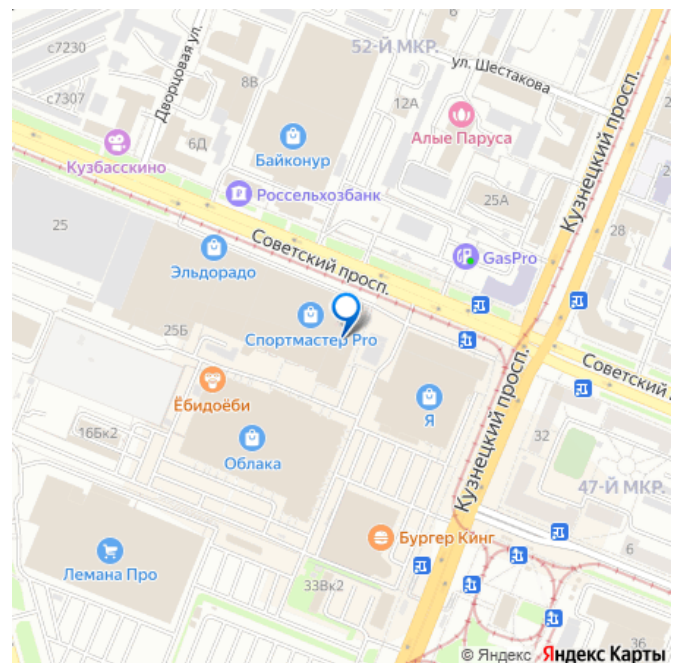 6
с7230
52-Й МКР.
ул. Шестакова
Дворцовая ул.
8В
с7307
12А
Алые Паруса
Кузнецкий просп.
6Д
Байконур
Кузбасскино
Россельхозбанк
25А
25
Советский просп.
28
GasPro
Эльдорадо
25Б
Спортмастер Pro
Советский
Ёбидоёби
Я
Кузнецкий просп.
16Бк2
Облака
32
47-Й МКР.
Бургер Кинг
6
Лемана Про
33Вк2
36
© Яндекс Яндекс Карты